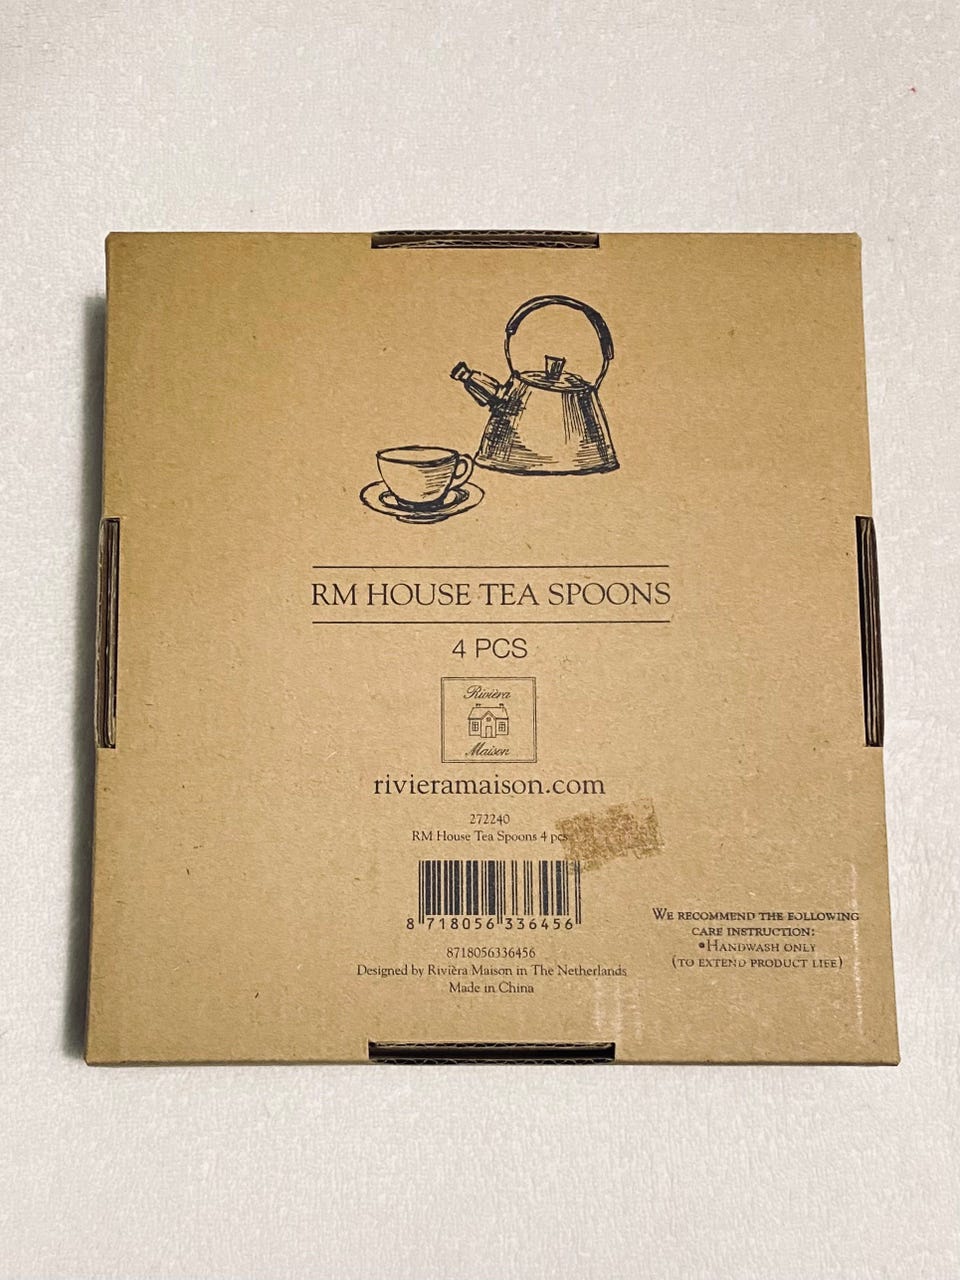 RM HOUSE TEA SPOONS
4 PCS
Rivièra
Maison
rivieramaison.com
272240
RM House Tea Spoons 4 pcs
8 718056 336456
8718056336456
Designed by Rivièra Maison in The Netherlands
Made in China
WE RECOMMEND THE FOLLOWING
CARE INSTRUCTION:
•HANDWASH ONLY
(TO EXTEND PRODUCT LIFE)